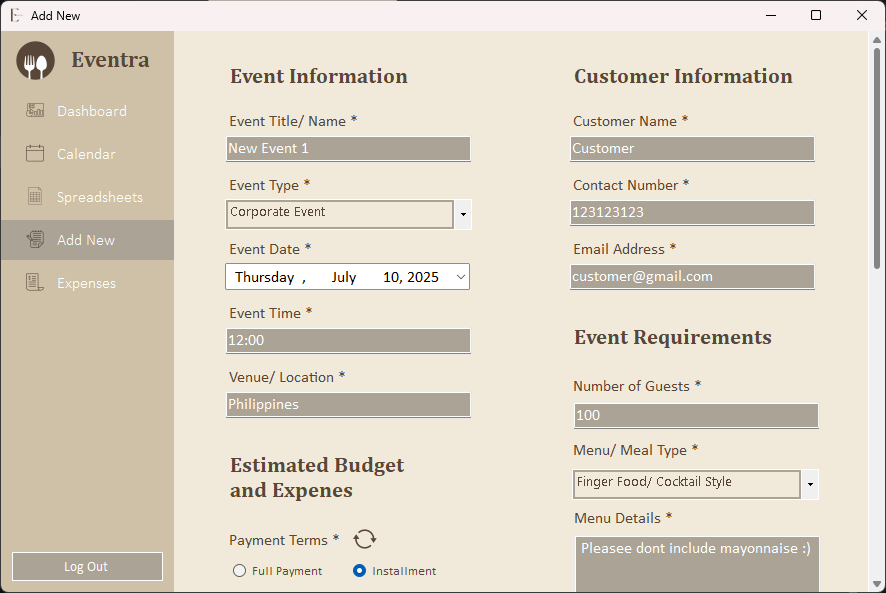 Add New
Eventra
Dashboard
Calendar
Spreadsheets
Add New
Expenses
Log Out
Event Information
Event Title/ Name *
New Event 1
Event Type *
Corporate Event
Event Date *
Thursday , July 10, 2025
Event Time *
12:00
Venue/ Location *
Philippines
Estimated Budget
and Expenes
Payment Terms *
Full Payment
Installment
Customer Information
Customer Name *
Customer
Contact Number *
123123123
Email Address *
customer@gmail.com
Event Requirements
Number of Guests *
100
Menu/ Meal Type *
Finger Food/ Cocktail Style
Menu Details *
Pleasee dont include mayonnaise :)